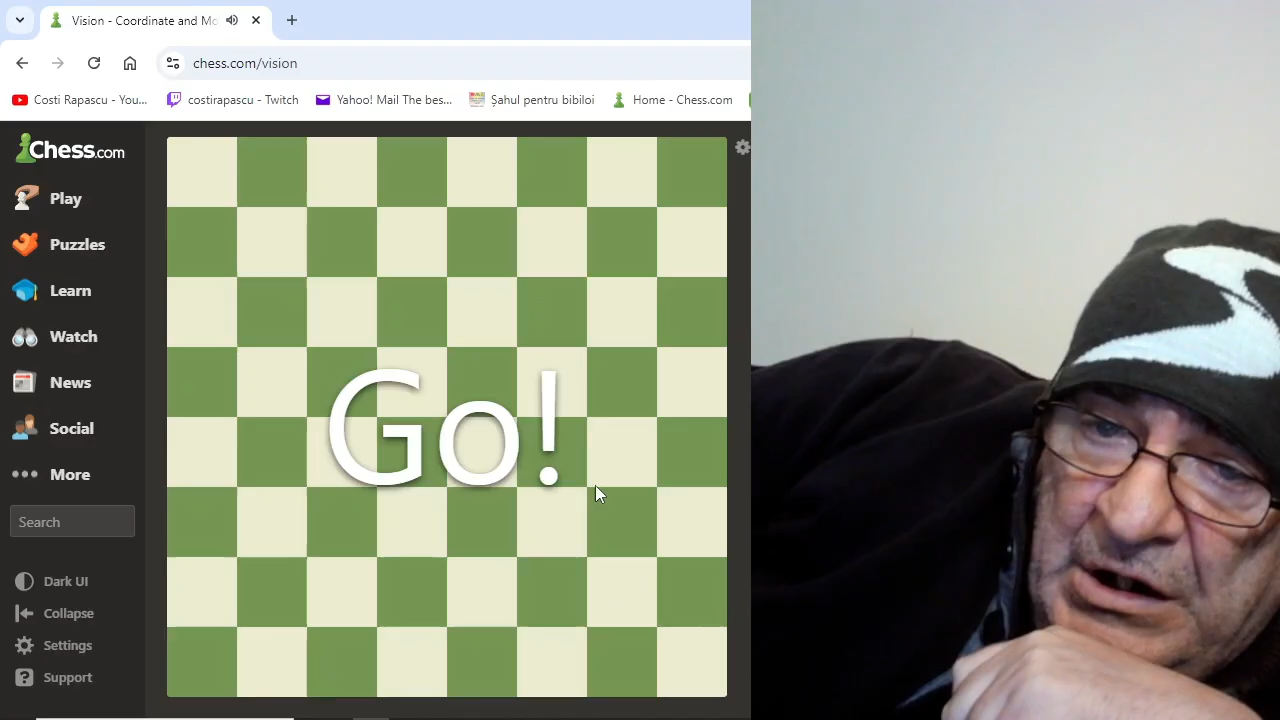 Vision - Coordinate and Mo
chess.com/vision
Costi Rapascu - You...
costirapascu - Twitch
Yahoo! Mail The bes...
Șahul pentru bibiloi
Home - Chess.com
Chess.com
Play
Puzzles
Learn
Watch
News
Social
More
Search
Dark UI
Collapse
Settings
Support
Go!